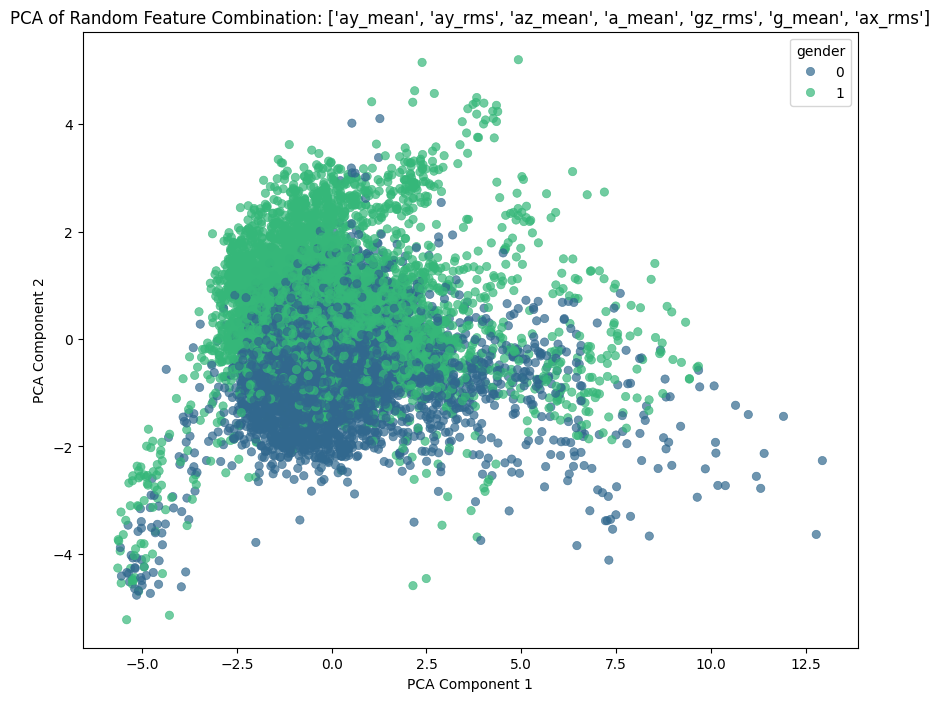 PCA of Random Feature Combination: ['ay_mean', 'ay_rms', 'az_mean', 'a_mean', 'gz_rms', 'g_mean', 'ax_rms']
gender
0
1
4
2
0
−2
−4
PCA Component 2
−5.0 −2.5 0.0 2.5 5.0 7.5 10.0 12.5
PCA Component 1